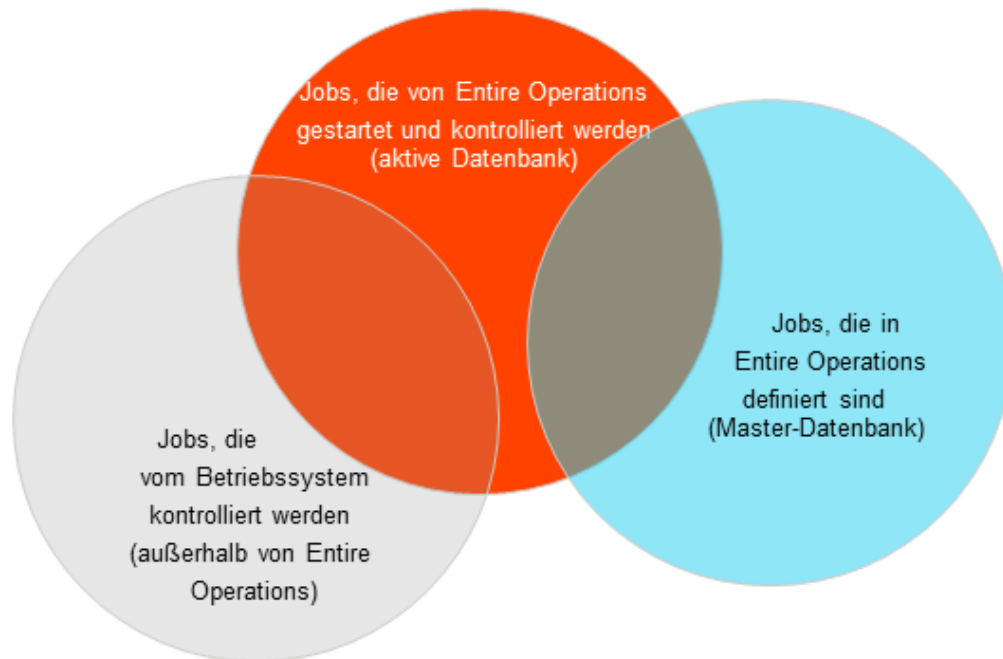 Jobs, die von Entire Operations
gestartet und kontrolliert werden
(aktive Datenbank)
Jobs, die in
Entire Operations
definiert sind
(Master-Datenbank)
Jobs, die
vom Betriebssystem
kontrolliert werden
(außerhalb von Entire
Operations)